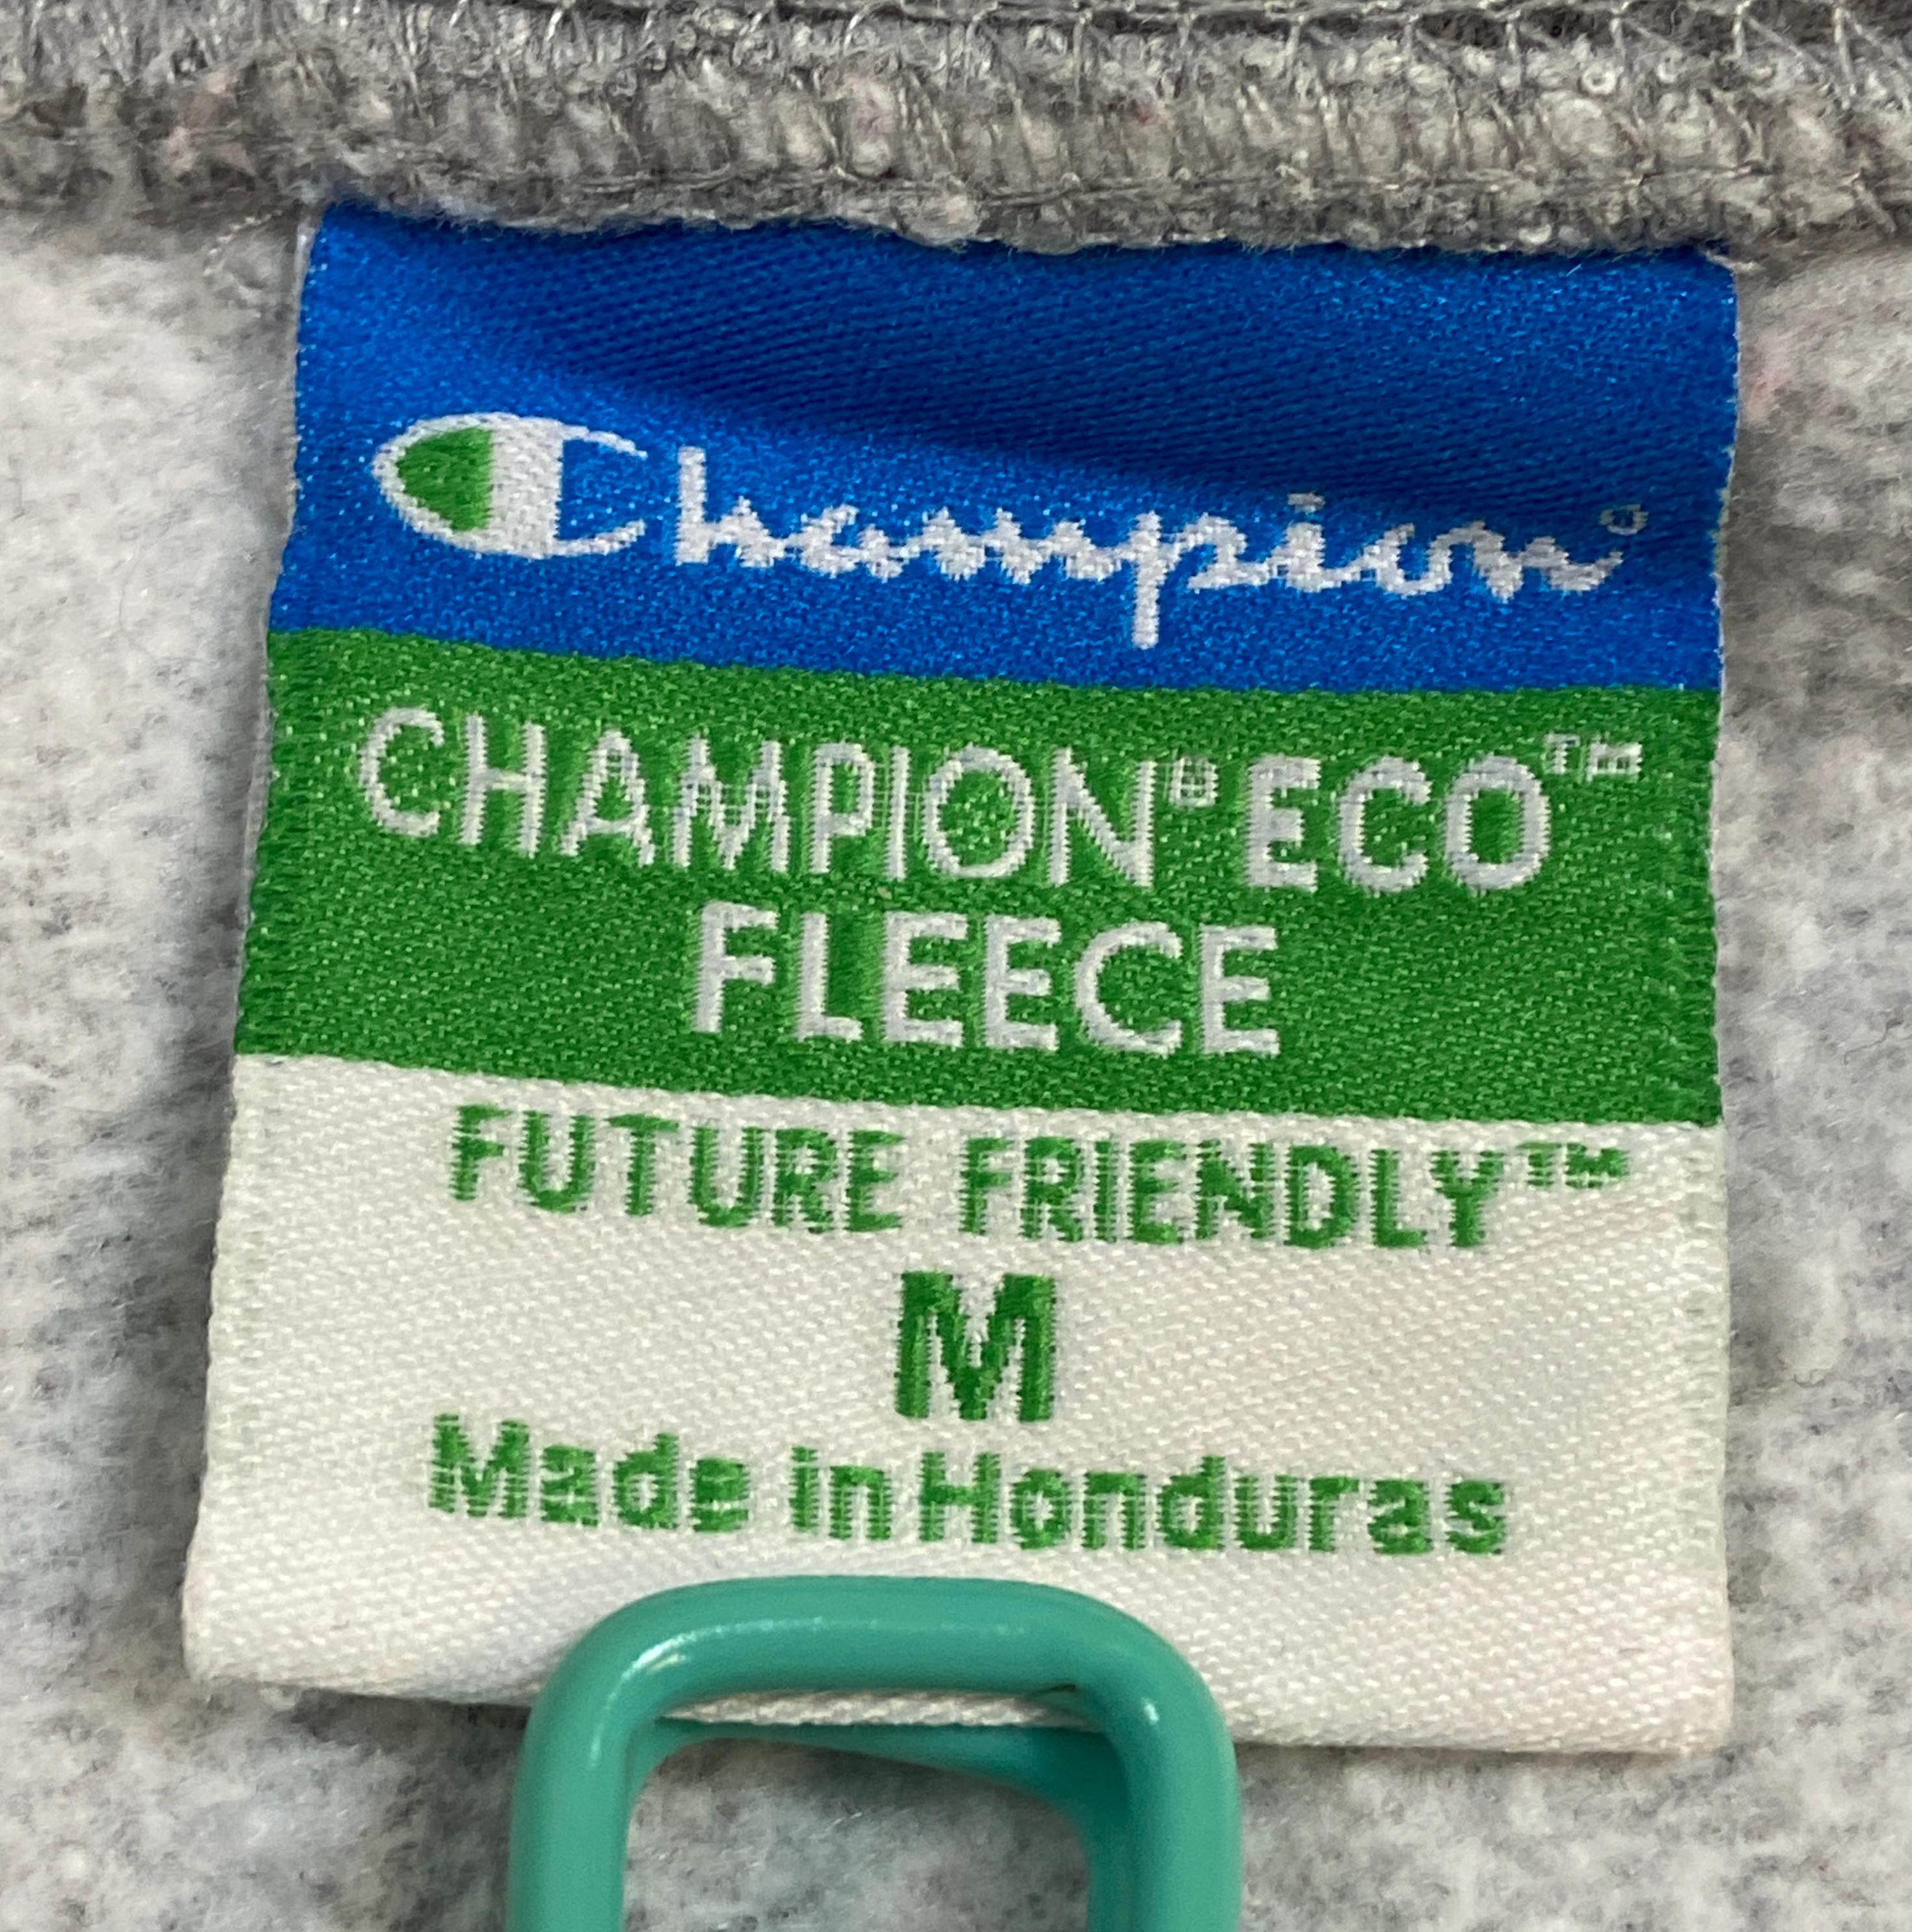 Champion
CHAMPION® ECO™
FLEECE
FUTURE FRIENDLY™
M
Made in Honduras